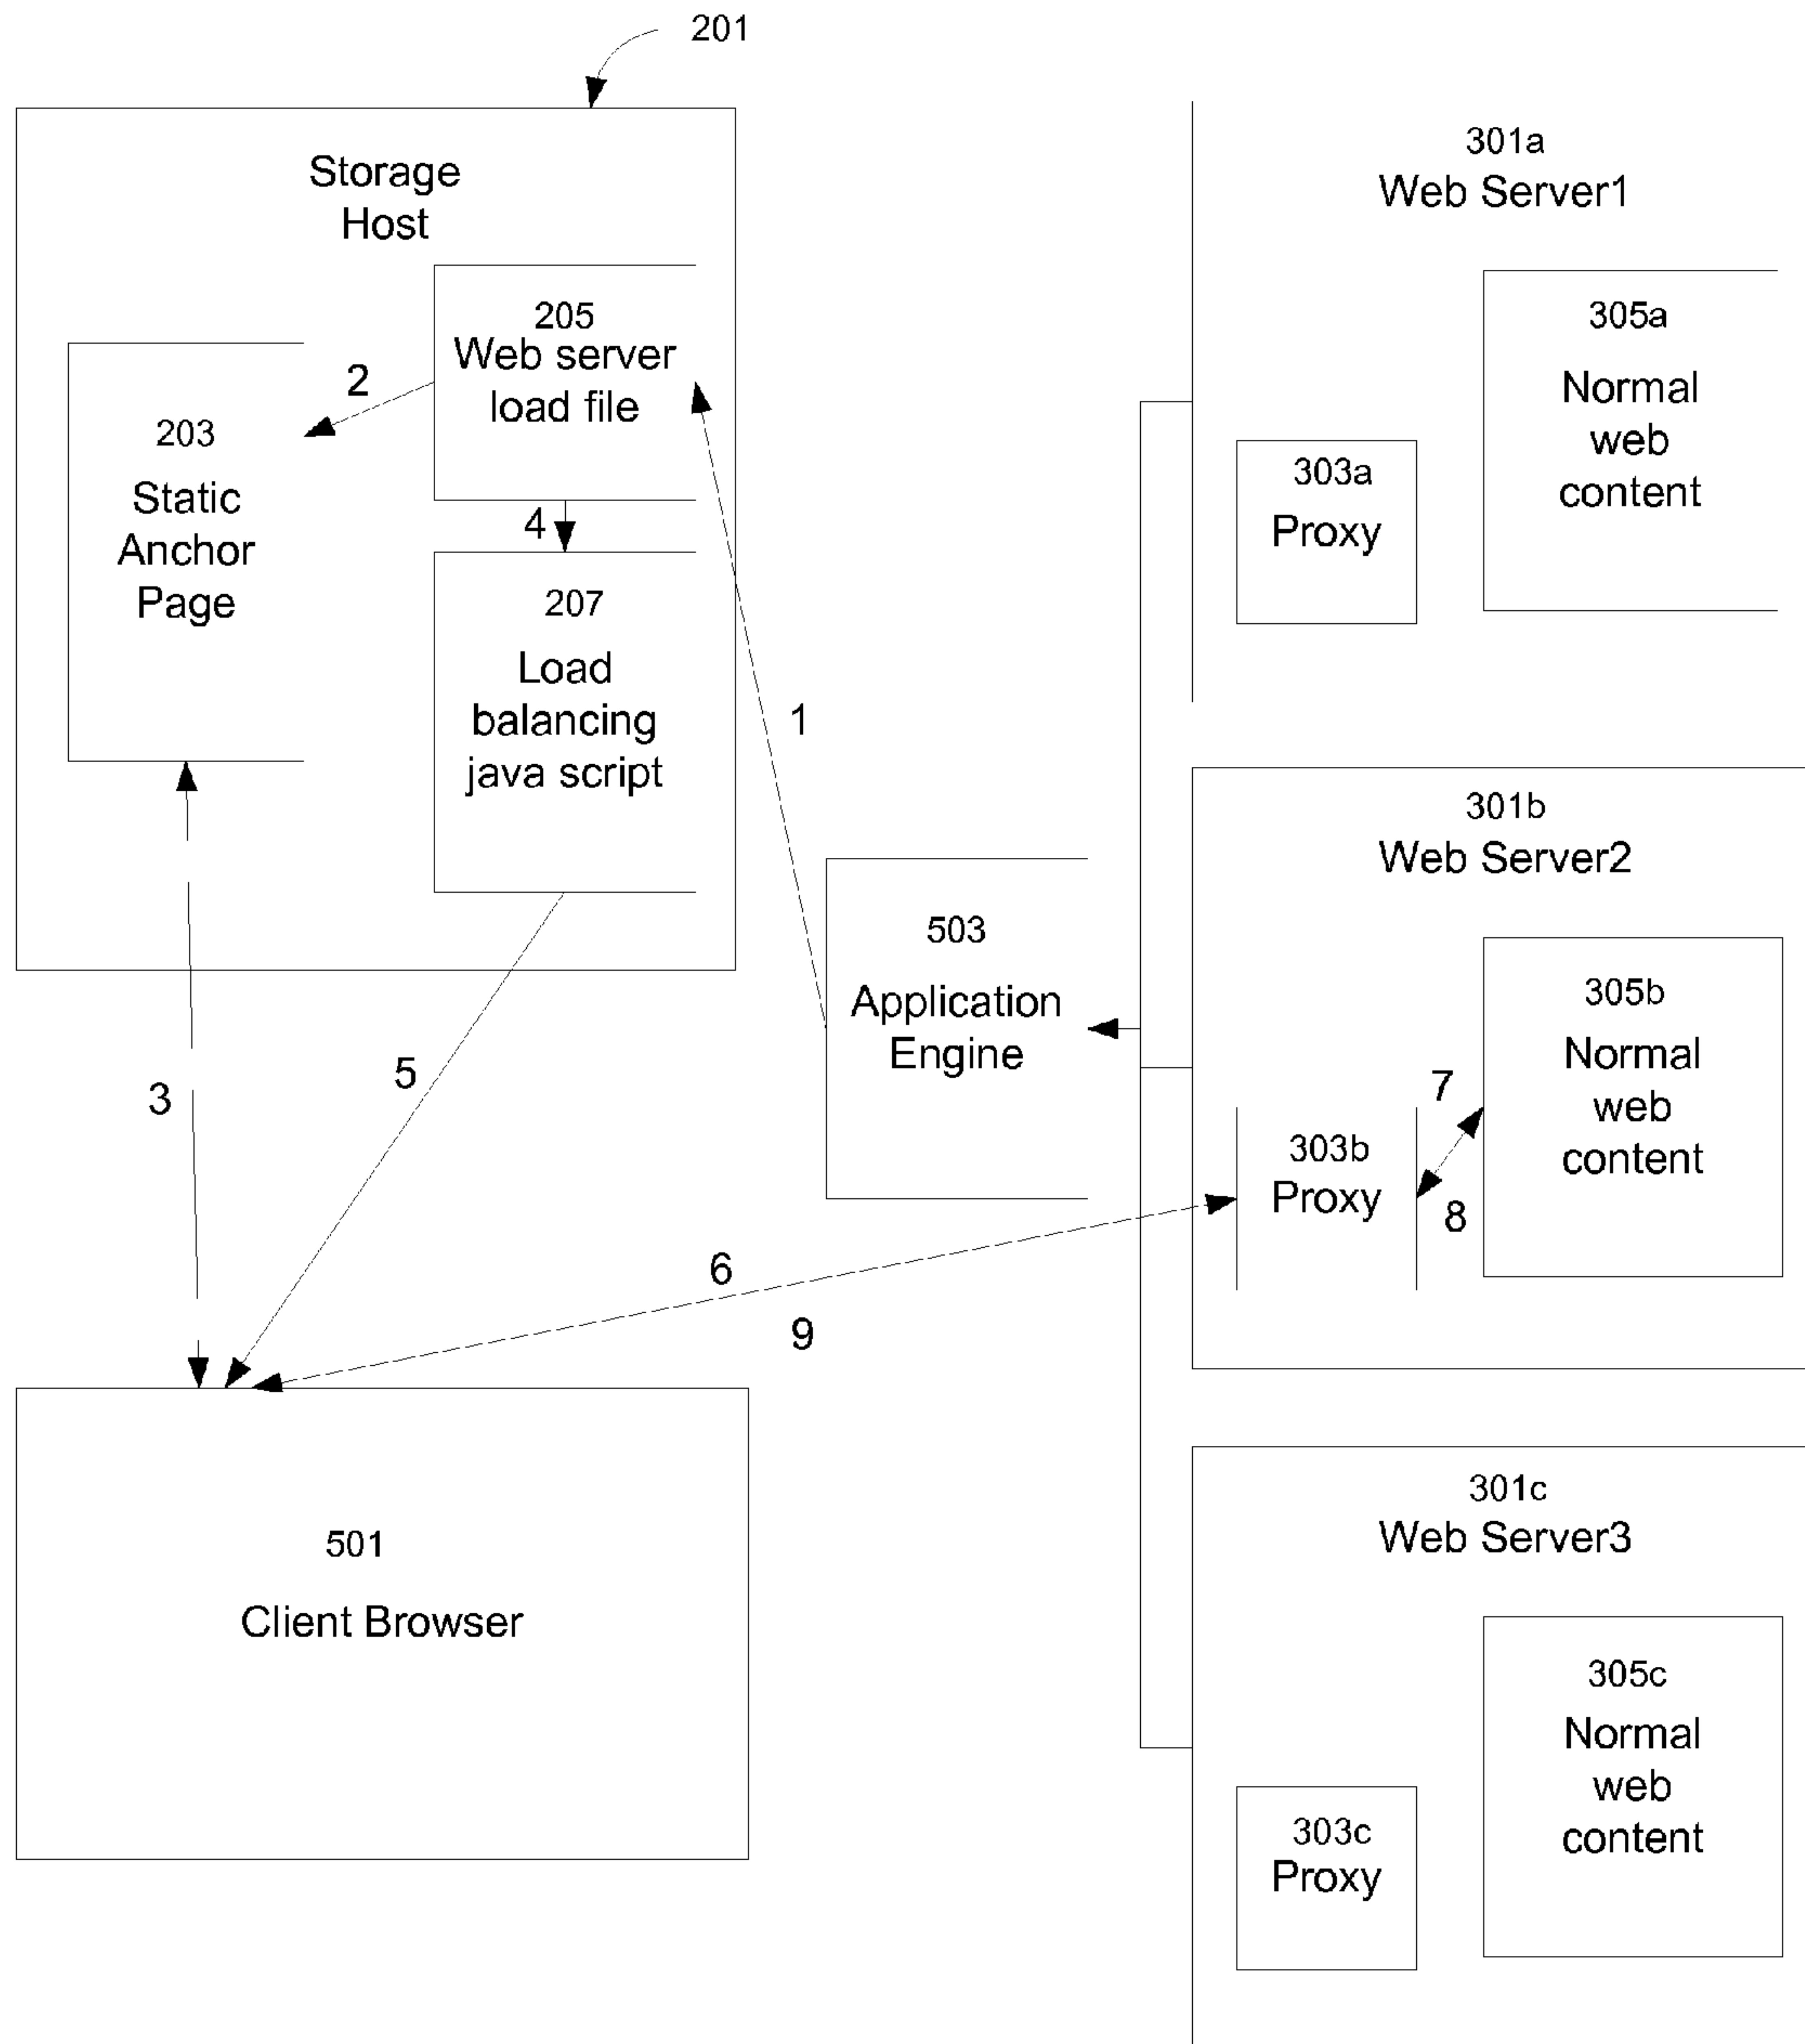 201
Storage
Host
205
Web server
load file
2
203
Static
Anchor
Page
4
207
Load
balancing
java script
1
3
5
503
Application
Engine
6
9
501
Client Browser
301a
Web Server1
305a
Normal
web
content
303a
Proxy
301b
Web Server2
305b
Normal
web
content
7
303b
Proxy
8
301c
Web Server3
305c
Normal
web
content
303c
Proxy